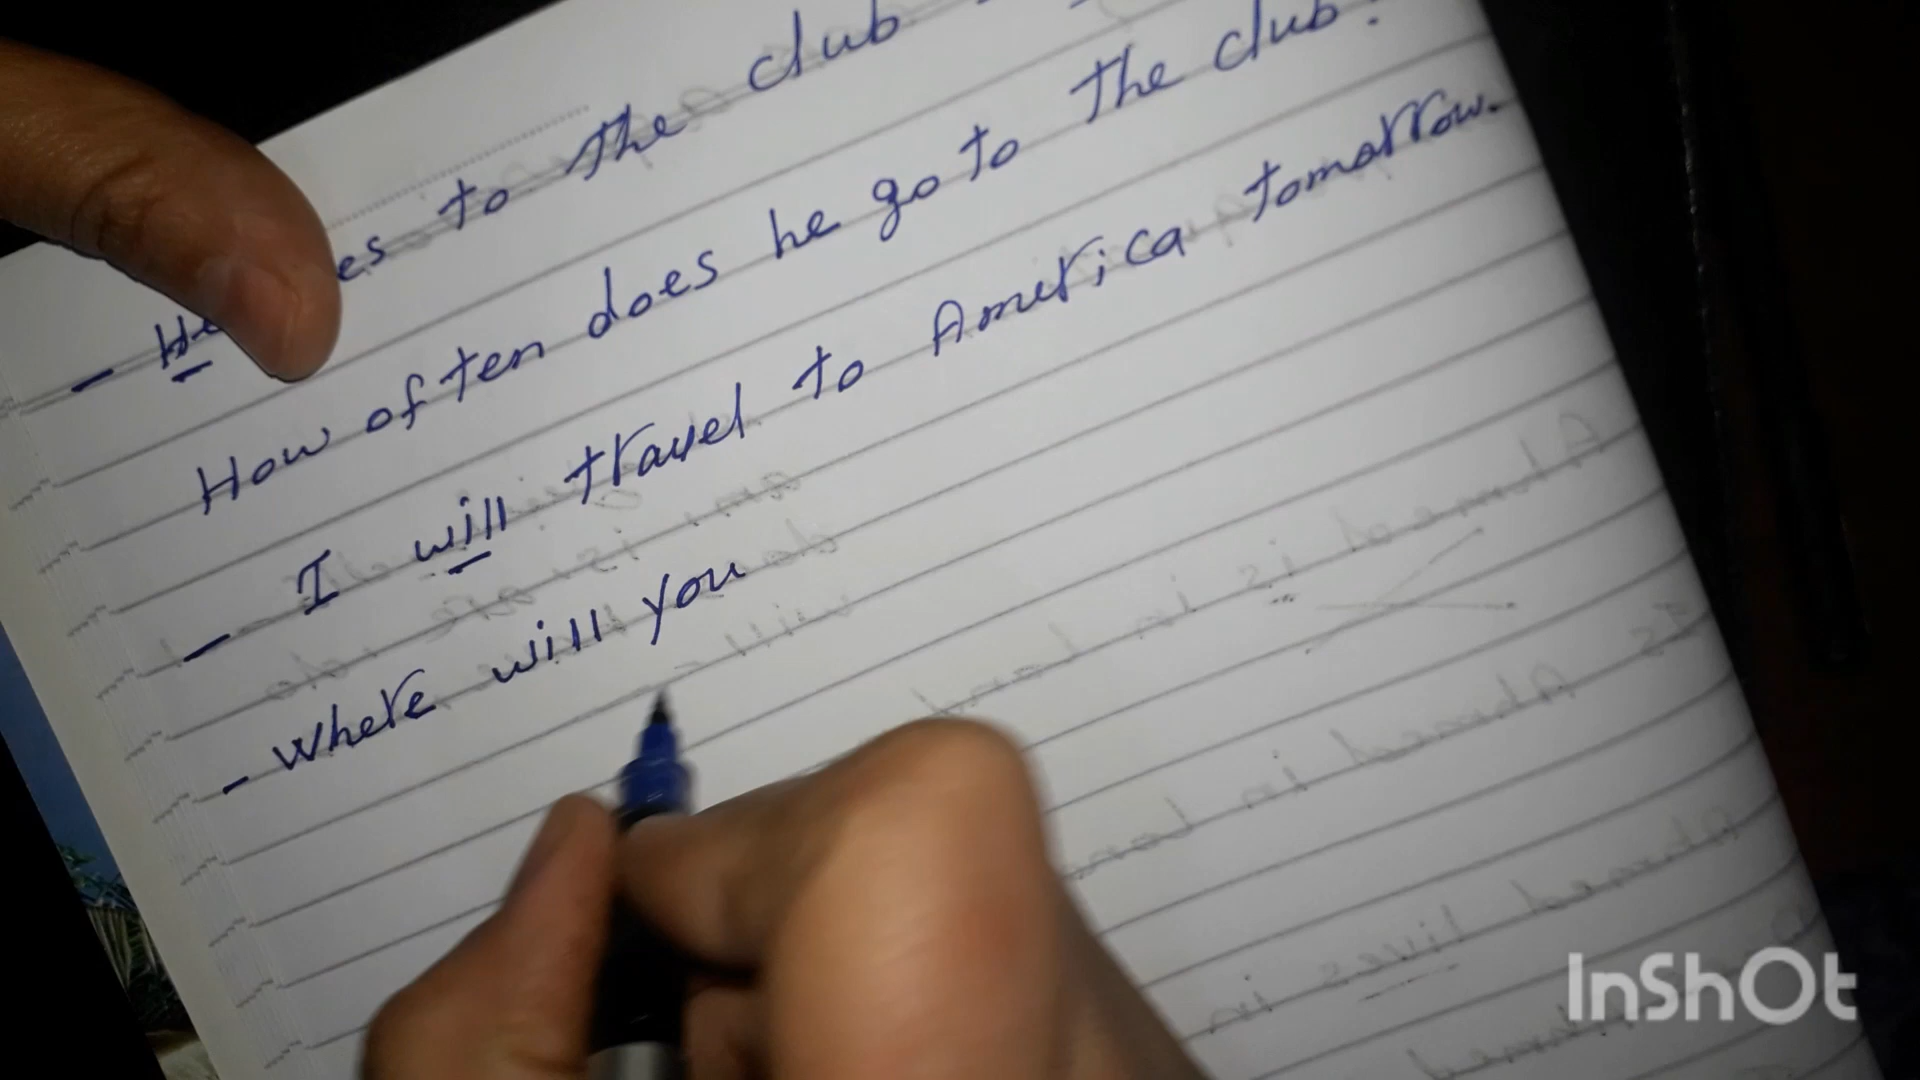 - He es to the club
How often does he go to the club?
- I will travel to America tomorrow.
- where will you
InShOt